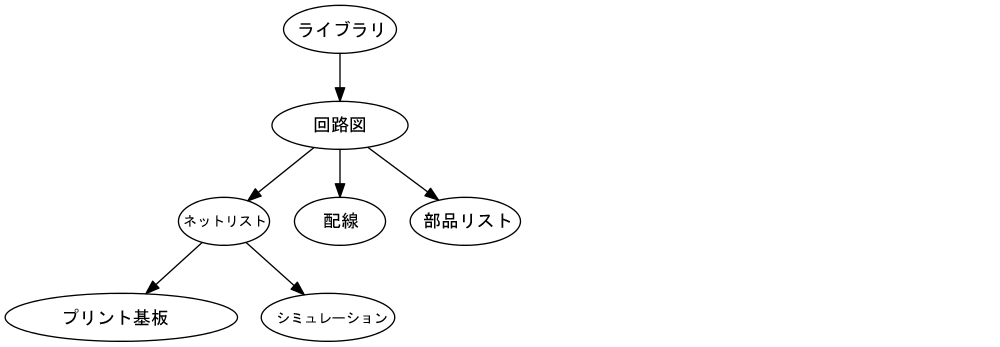 ライブラリ
回路図
ネットリスト
配線
部品リスト
プリント基板
シミュレーション